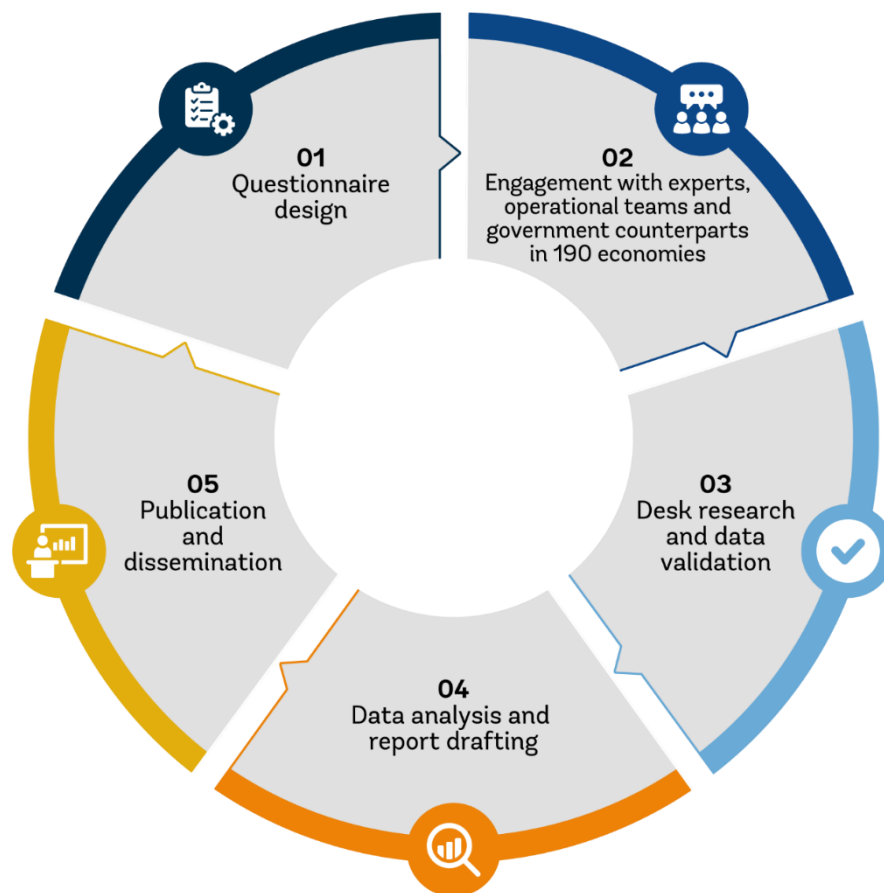 01
Questionnaire
design
02
Engagement with experts,
operational teams and
government counterparts
in 190 economies
03
Desk research
and data
validation
04
Data analysis and
report drafting
05
Publication
and
dissemination